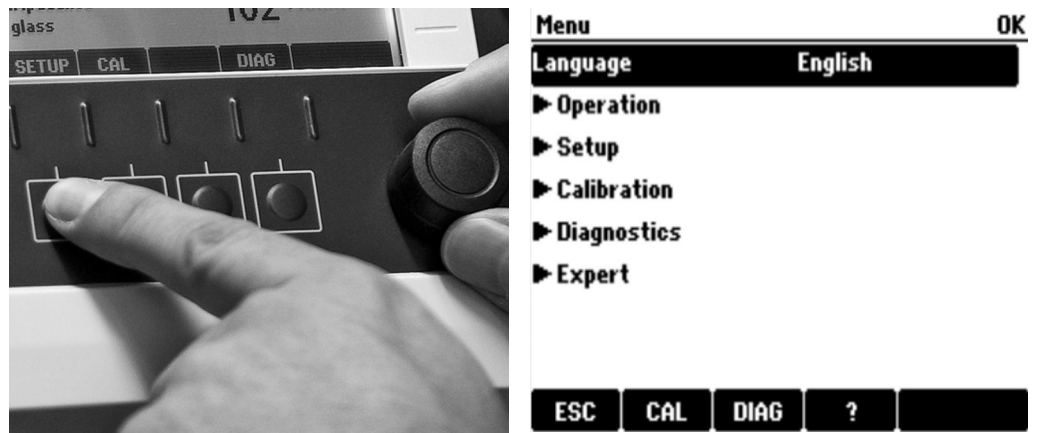 glass
SETUP CAL DIAG
Menu OK
Language English
Operation
Setup
Calibration
Diagnostics
Expert
ESC CAL DIAG ?